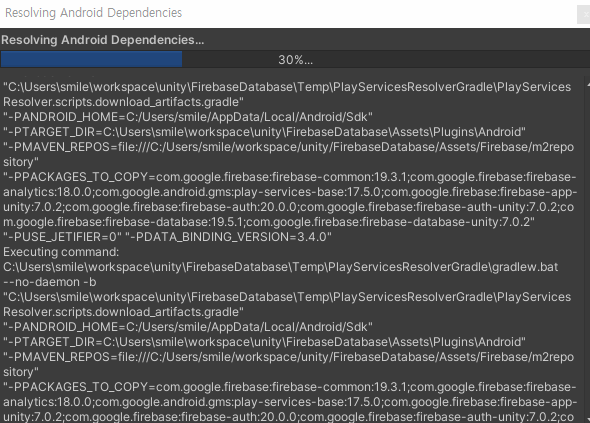 Resolving Android Dependencies
Resolving Android Dependencies...
30%...
"C:\Users\smile\workspace\unity\FirebaseDatabase\Temp\PlayServicesResolverGradle\PlayServices
Resolver.scripts.download_artifacts.gradle"
"-PANDROID_HOME=C:/Users/smile/AppData/Local/Android/Sdk"
"-PTARGET_DIR=C:\Users\smile\workspace\unity\FirebaseDatabase\Assets\Plugins\Android"
"-PMAVEN_REPOS=file:///C:/Users/smile/workspace/unity/FirebaseDatabase/Assets/Firebase/m2repo
sitory"
"-PPACKAGES_TO_COPY=com.google.firebase:firebase-common:19.3.1;com.google.firebase:firebase-
analytics:18.0.0;com.google.android.gms:play-services-base:17.5.0;com.google.firebase:firebase-app-
unity:7.0.2;com.google.firebase:firebase-auth:20.0.0;com.google.firebase:firebase-auth-unity:7.0.2;co
m.google.firebase:firebase-database:19.5.1;com.google.firebase:firebase-database-unity:7.0.2"
"-PUSE_JETIFIER=0" "-PDATA_BINDING_VERSION=3.4.0"
Executing command:
C:\Users\smile\workspace\unity\FirebaseDatabase\Temp\PlayServicesResolverGradle\gradlew.bat
--no-daemon -b
"C:\Users\smile\workspace\unity\FirebaseDatabase\Temp\PlayServicesResolverGradle\PlayServices
Resolver.scripts.download_artifacts.gradle"
"-PANDROID_HOME=C:/Users/smile/AppData/Local/Android/Sdk"
"-PTARGET_DIR=C:\Users\smile\workspace\unity\FirebaseDatabase\Assets\Plugins\Android"
"-PMAVEN_REPOS=file:///C:/Users/smile/workspace/unity/FirebaseDatabase/Assets/Firebase/m2repo
sitory"
"-PPACKAGES_TO_COPY=com.google.firebase:firebase-common:19.3.1;com.google.firebase:firebase-
analytics:18.0.0;com.google.android.gms:play-services-base:17.5.0;com.google.firebase:firebase-app-
unity:7.0.2;com.google.firebase:firebase-auth:20.0.0;com.google.firebase:firebase-auth-unity:7.0.2;co